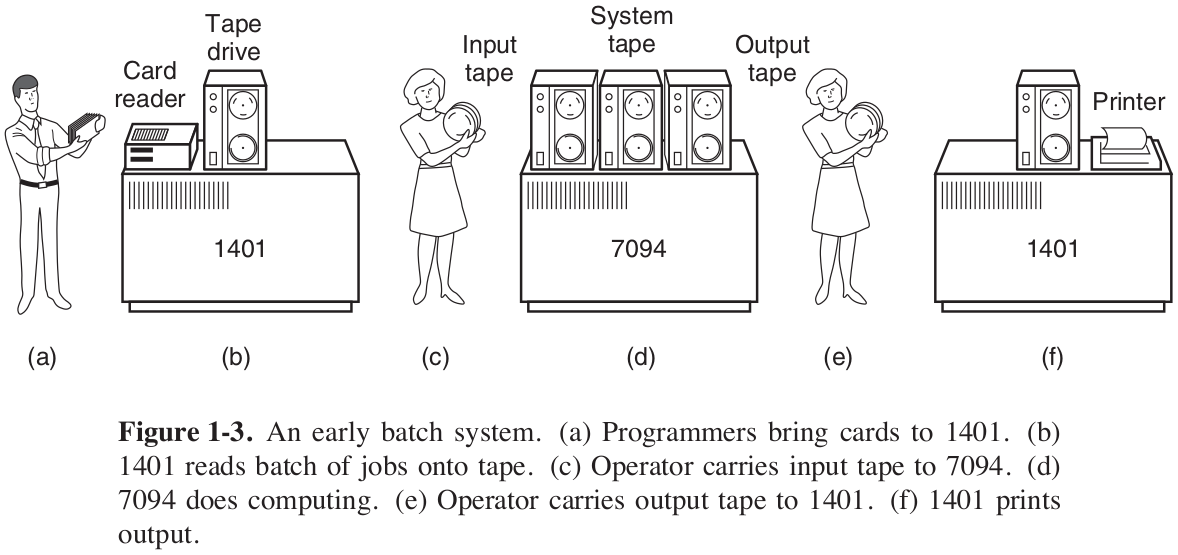 Tape
drive
Card
reader
1401
Input
tape
System
tape
7094
Output
tape
Printer
1401
(a)
(b)
(c)
(d)
(e)
(f)
Figure 1-3. An early batch system. (a) Programmers bring cards to 1401. (b)
1401 reads batch of jobs onto tape. (c) Operator carries input tape to 7094. (d)
7094 does computing. (e) Operator carries output tape to 1401. (f) 1401 prints
output.